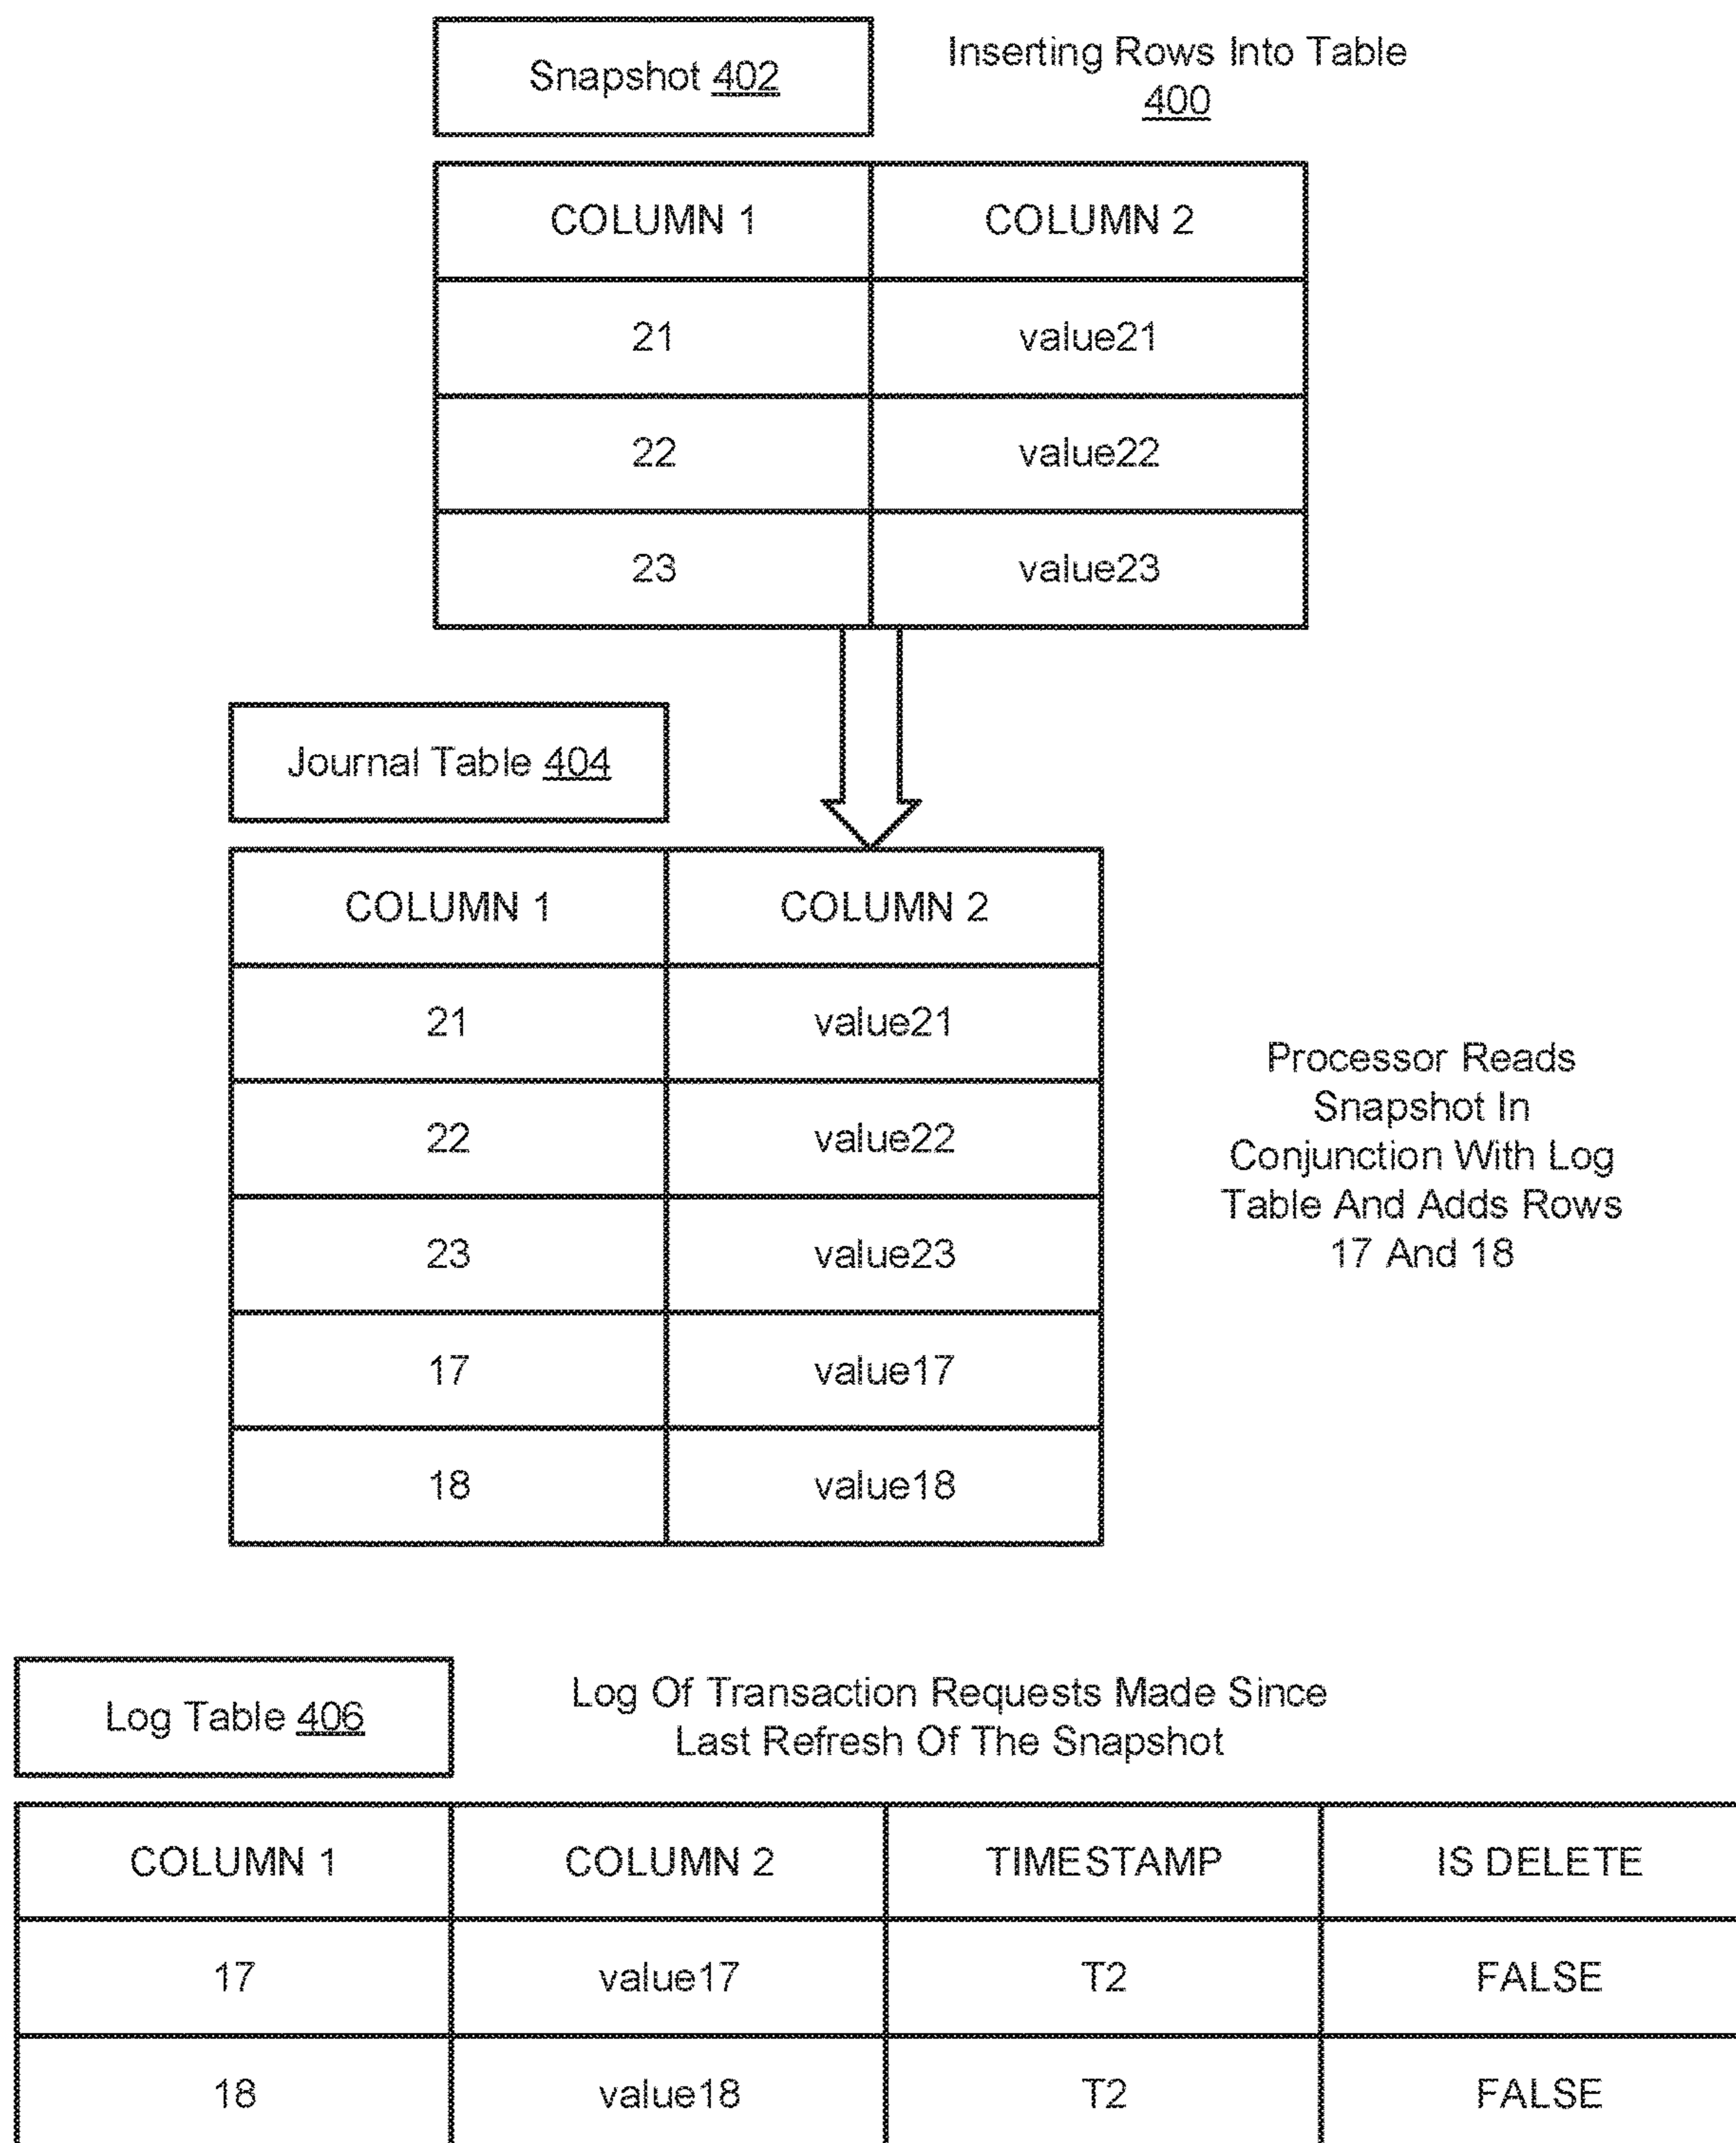 Snapshot 402
Inserting Rows Into Table
400
COLUMN 1 COLUMN 2
21 value21
22 value22
23 value23
Journal Table 404
COLUMN 1 COLUMN 2
21 value21
22 value22
23 value23
17 value17
18 value18
Processor Reads
Snapshot In
Conjunction With Log
Table And Adds Rows
17 And 18
Log Table 406
Log Of Transaction Requests Made Since
Last Refresh Of The Snapshot
COLUMN 1 COLUMN 2 TIMESTAMP IS DELETE
17 value17 T2 FALSE
18 value18 T2 FALSE